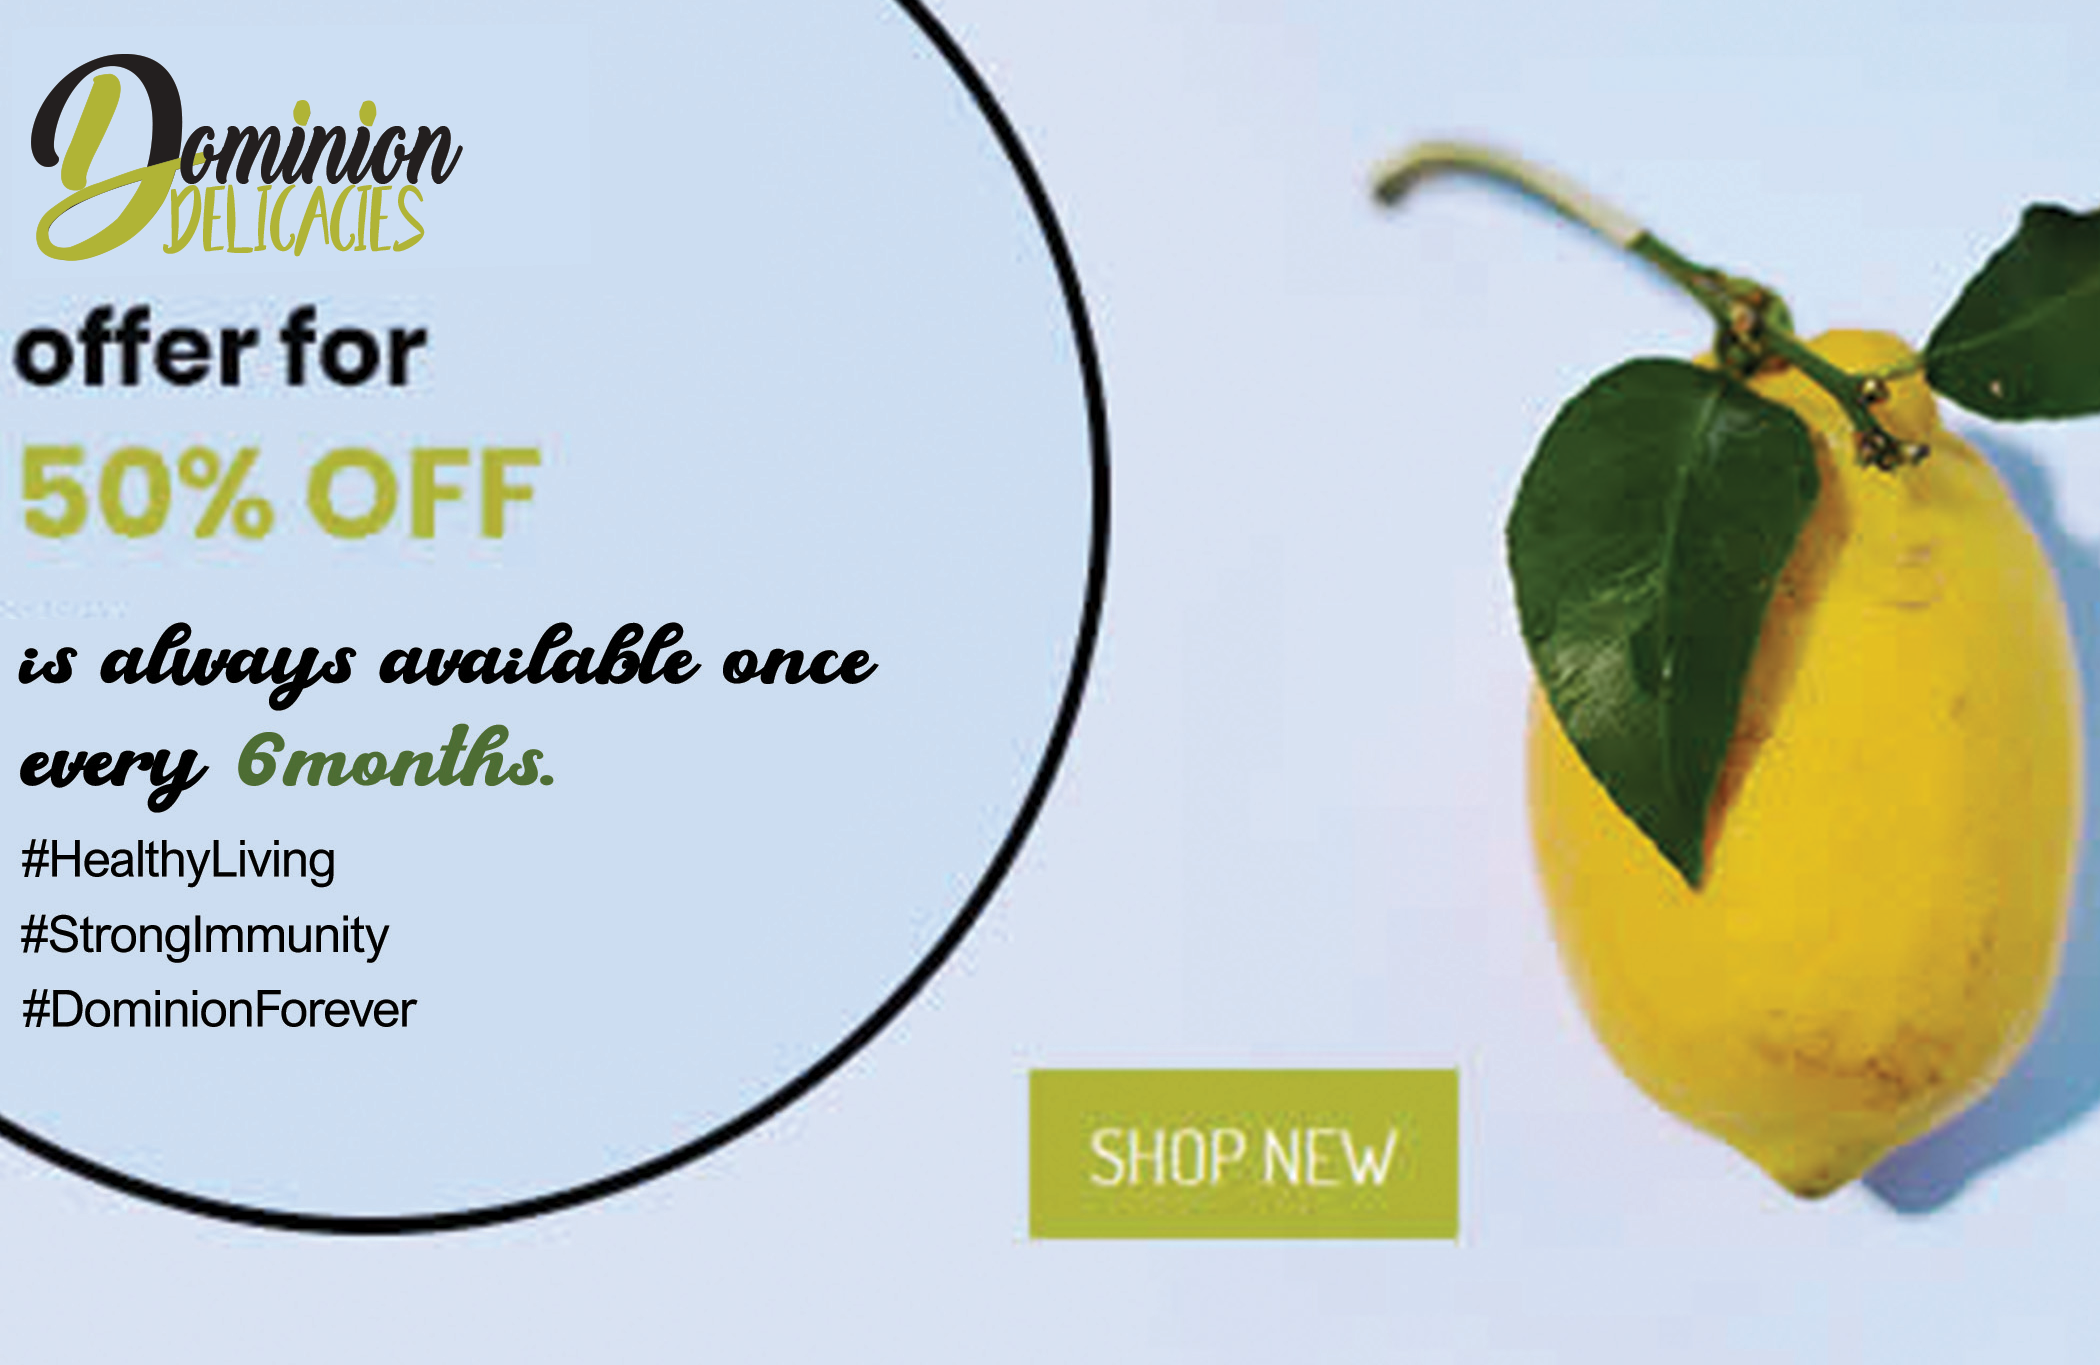 Dominion
DELICACIES
offer for
50% OFF
is always available once
every 6months.
#HealthyLiving
#StrongImmunity
#DominionForever
SHOP NEW